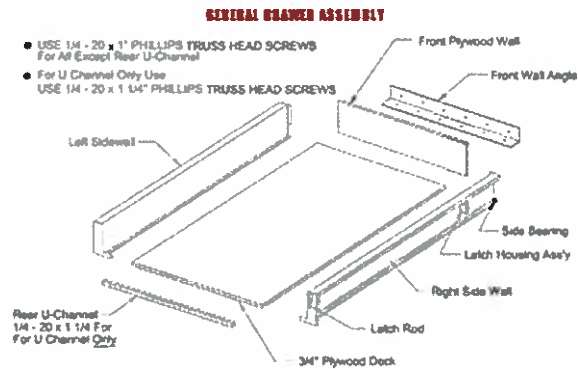 GENERAL DRAWER ASSEMBLY
USE 1/4 - 20 x 1" PHILLIPS TRUSS HEAD SCREWS
For All Except Rear U-Channel
For U Channel Only Use
USE 1/4 - 20 x 1 1/4" PHILLIPS TRUSS HEAD SCREWS
Front Plywood Wall
Front Wall Angle
Left Sidewall
Side Bearing
Latch Housing Ass'y
Right Side Wall
Rear U-Channel
1/4 - 20 x 1 1/4 For
For U Channel Only
Latch Rod
3/4" Plywood Deck